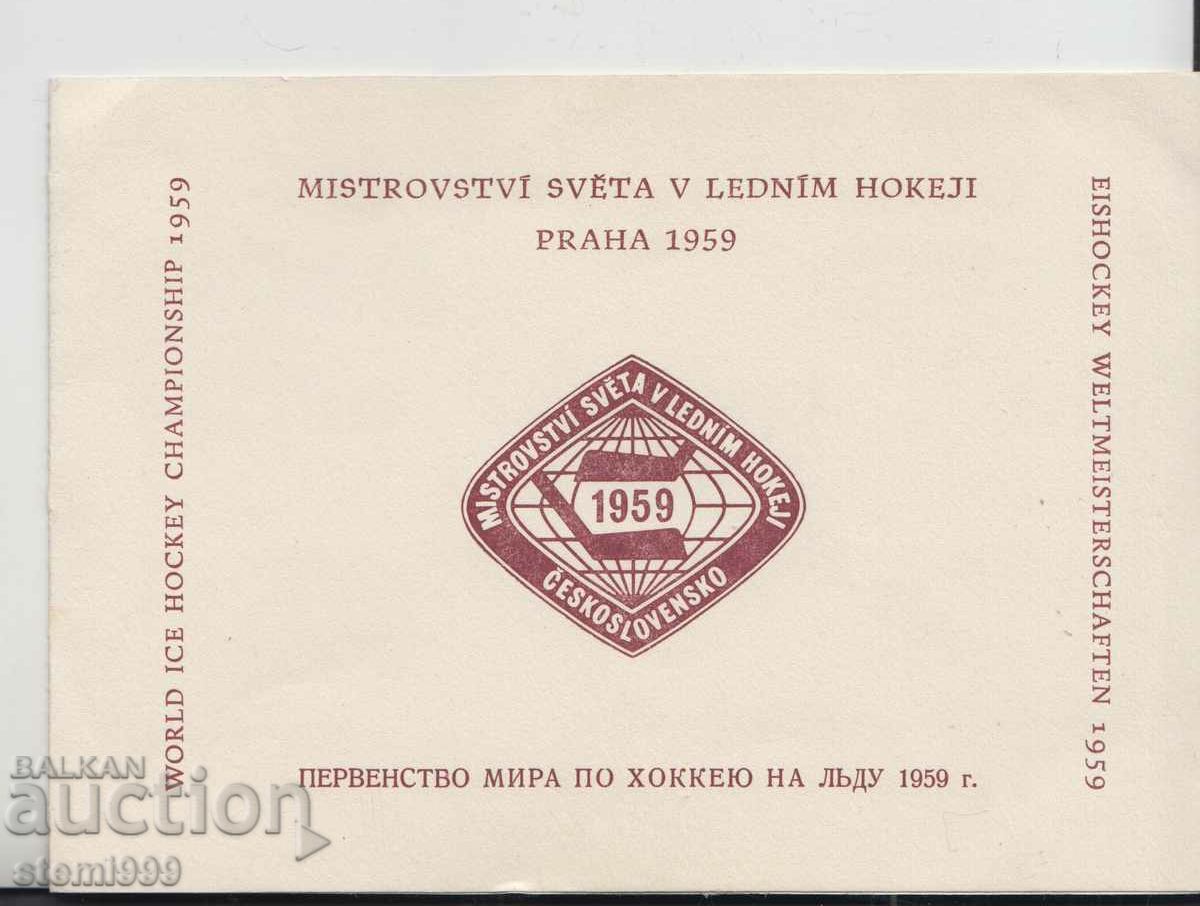 MISTROVSTVÍ SVĚTA V LEDNÍM HOKEJI
PRAHA 1959
WORLD ICE HOCKEY CHAMPIONSHIP 1959
EISHOCKEY WELTMEISTERSCHAFTEN 1959
MISTROVSTVÍ SVĚTA V LEDNÍM HOKEJI
1959
ČESKOSLOVENSKO
ПЕРВЕНСТВО МИРА ПО ХОККЕЮ НА ЛЬДУ 1959 г.
BALKAN
auction
stemi999